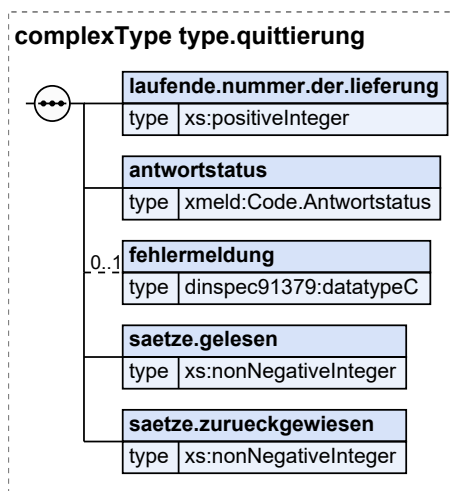 complexType type.quittierung
laufende.nummer.der.lieferung
type xs:positiveInteger
antwortstatus
type xmeld:Code.Antwortstatus
0..1
fehlermeldung
type dinspec91379:datatypeC
saetze.gelesen
type xs:nonNegativeInteger
saetze.zurueckgewiesen
type xs:nonNegativeInteger